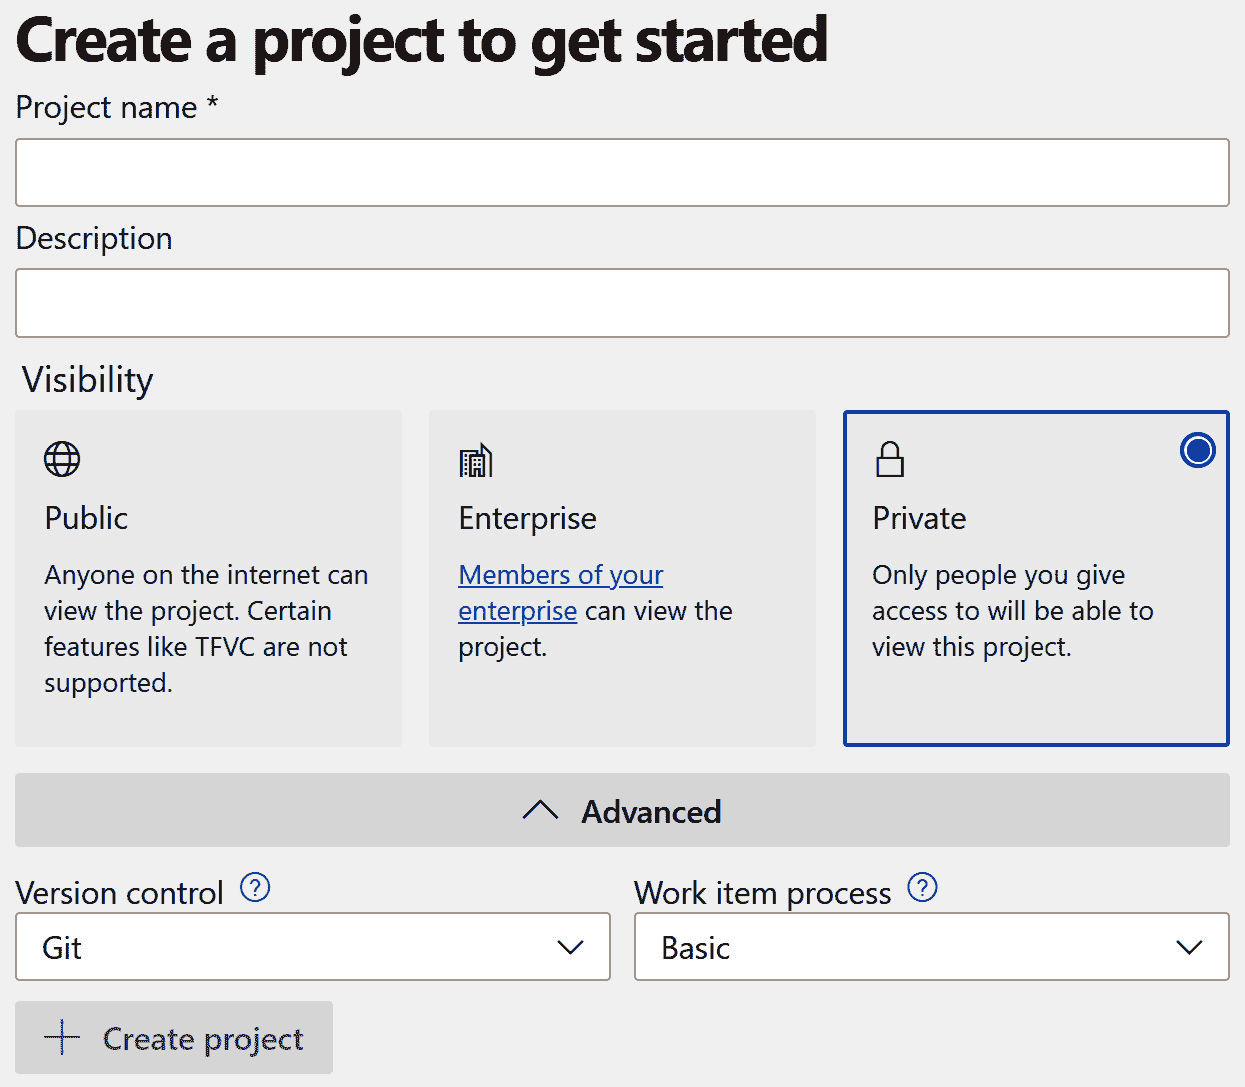 Create a project to get started
Project name *
Description
Visibility
Public
Anyone on the internet can
view the project. Certain
features like TFVC are not
supported.
Enterprise
Members of your
enterprise can view the
project.
Private
Only people you give
access to will be able to
view this project.
Advanced
Version control ?
Git
Work item process ?
Basic
Create project